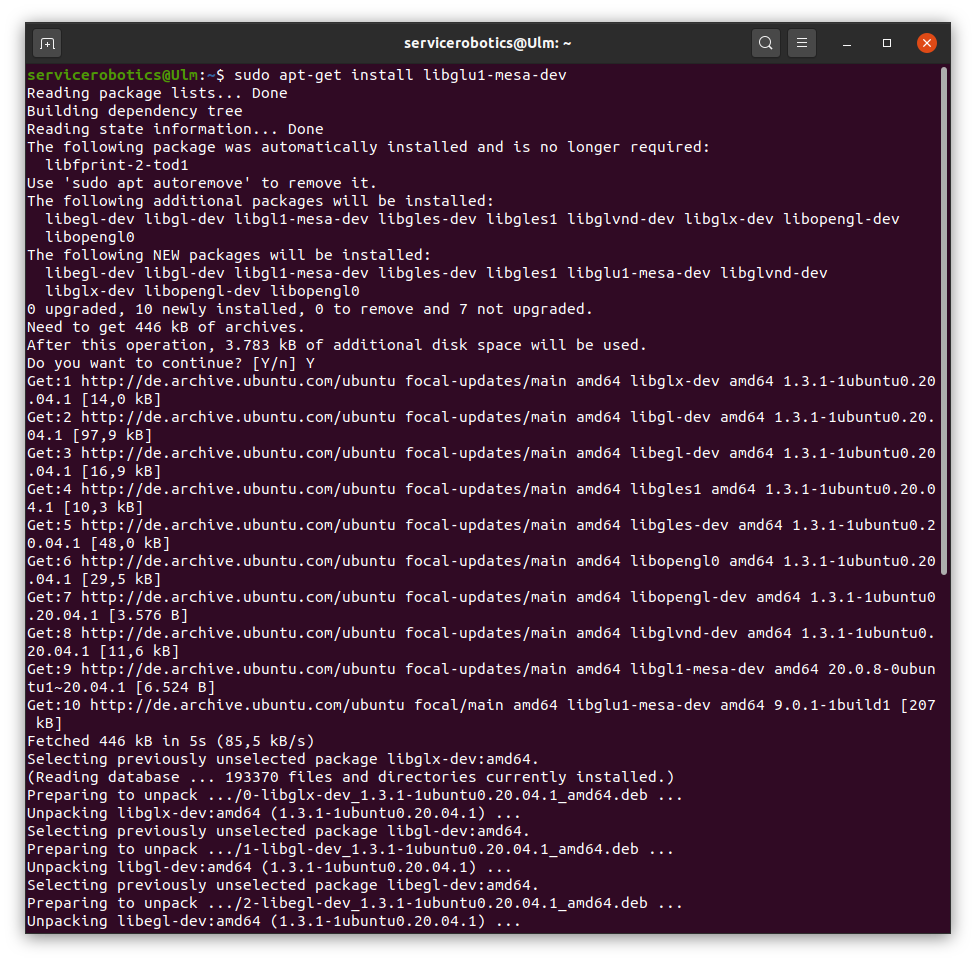 servicerobotics@Ulm: ~
servicerobotics@Ulm:~$ sudo apt-get install libglu1-mesa-dev
Reading package lists... Done
Building dependency tree
Reading state information... Done
The following package was automatically installed and is no longer required:
  libfprint-2-tod1
Use 'sudo apt autoremove' to remove it.
The following additional packages will be installed:
  libegl-dev libgl-dev libgl1-mesa-dev libgles-dev libgles1 libglvnd-dev libglx-dev libopengl-dev
  libopengl0
The following NEW packages will be installed:
  libegl-dev libgl-dev libgl1-mesa-dev libgles-dev libgles1 libglu1-mesa-dev libglvnd-dev
  libglx-dev libopengl-dev libopengl0
0 upgraded, 10 newly installed, 0 to remove and 7 not upgraded.
Need to get 446 kB of archives.
After this operation, 3.783 kB of additional disk space will be used.
Do you want to continue? [Y/n] Y
Get:1 http://de.archive.ubuntu.com/ubuntu focal-updates/main amd64 libglx-dev amd64 1.3.1-1ubuntu0.20
.04.1 [14,0 kB]
Get:2 http://de.archive.ubuntu.com/ubuntu focal-updates/main amd64 libgl-dev amd64 1.3.1-1ubuntu0.20.
04.1 [97,9 kB]
Get:3 http://de.archive.ubuntu.com/ubuntu focal-updates/main amd64 libegl-dev amd64 1.3.1-1ubuntu0.20
.04.1 [16,9 kB]
Get:4 http://de.archive.ubuntu.com/ubuntu focal-updates/main amd64 libgles1 amd64 1.3.1-1ubuntu0.20.0
4.1 [10,3 kB]
Get:5 http://de.archive.ubuntu.com/ubuntu focal-updates/main amd64 libgles-dev amd64 1.3.1-1ubuntu0.2
0.04.1 [48,0 kB]
Get:6 http://de.archive.ubuntu.com/ubuntu focal-updates/main amd64 libopengl0 amd64 1.3.1-1ubuntu0.20
.04.1 [29,5 kB]
Get:7 http://de.archive.ubuntu.com/ubuntu focal-updates/main amd64 libopengl-dev amd64 1.3.1-1ubuntu0
.20.04.1 [3.576 B]
Get:8 http://de.archive.ubuntu.com/ubuntu focal-updates/main amd64 libglvnd-dev amd64 1.3.1-1ubuntu0.
20.04.1 [11,6 kB]
Get:9 http://de.archive.ubuntu.com/ubuntu focal-updates/main amd64 libgl1-mesa-dev amd64 20.0.8-0ubun
tu1~20.04.1 [6.524 B]
Get:10 http://de.archive.ubuntu.com/ubuntu focal/main amd64 libglu1-mesa-dev amd64 9.0.1-1build1 [207
 kB]
Fetched 446 kB in 5s (85,5 kB/s)
Selecting previously unselected package libglx-dev:amd64.
(Reading database ... 193370 files and directories currently installed.)
Preparing to unpack .../0-libglx-dev_1.3.1-1ubuntu0.20.04.1_amd64.deb ...
Unpacking libglx-dev:amd64 (1.3.1-1ubuntu0.20.04.1) ...
Selecting previously unselected package libgl-dev:amd64.
Preparing to unpack .../1-libgl-dev_1.3.1-1ubuntu0.20.04.1_amd64.deb ...
Unpacking libgl-dev:amd64 (1.3.1-1ubuntu0.20.04.1) ...
Selecting previously unselected package libegl-dev:amd64.
Preparing to unpack .../2-libegl-dev_1.3.1-1ubuntu0.20.04.1_amd64.deb ...
Unpacking libegl-dev:amd64 (1.3.1-1ubuntu0.20.04.1) ...